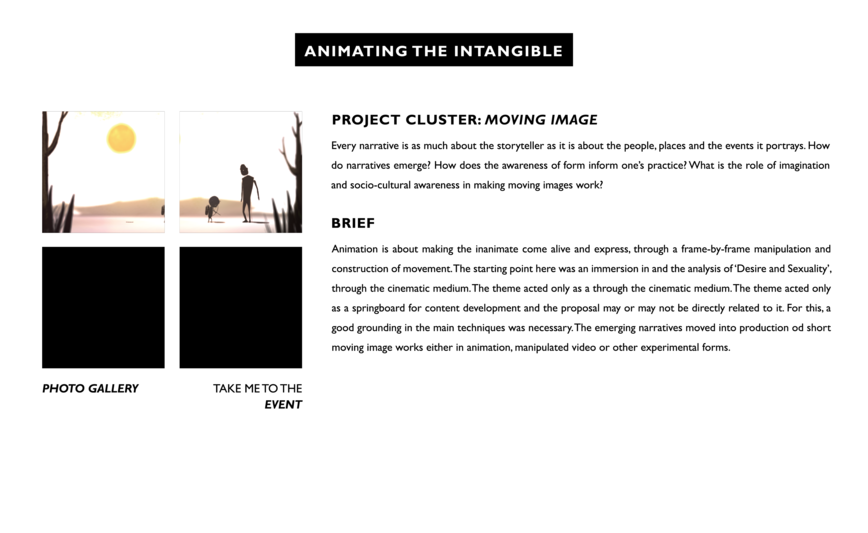 ANIMATING THE INTANGIBLE
PROJECT CLUSTER: MOVING IMAGE
Every narrative is as much about the storyteller as it is about the people, places and the events it portrays. How
do narratives emerge? How does the awareness of form inform one's practice? What is the role of imagination
and socio-cultural awareness in making moving images work?
BRIEF
Animation is about making the inanimate come alive and express, through a frame-by-frame manipulation and
construction of movement. The starting point here was an immersion in and the analysis of 'Desire and Sexuality',
through the cinematic medium. The theme acted only as a through the cinematic medium. The theme acted only
as a springboard for content development and the proposal may or may not be directly related to it. For this, a
good grounding in the main techniques was necessary. The emerging narratives moved into production od short
moving image works either in animation, manipulated video or other experimental forms.
PHOTO GALLERY
TAKE ME TO THE
EVENT